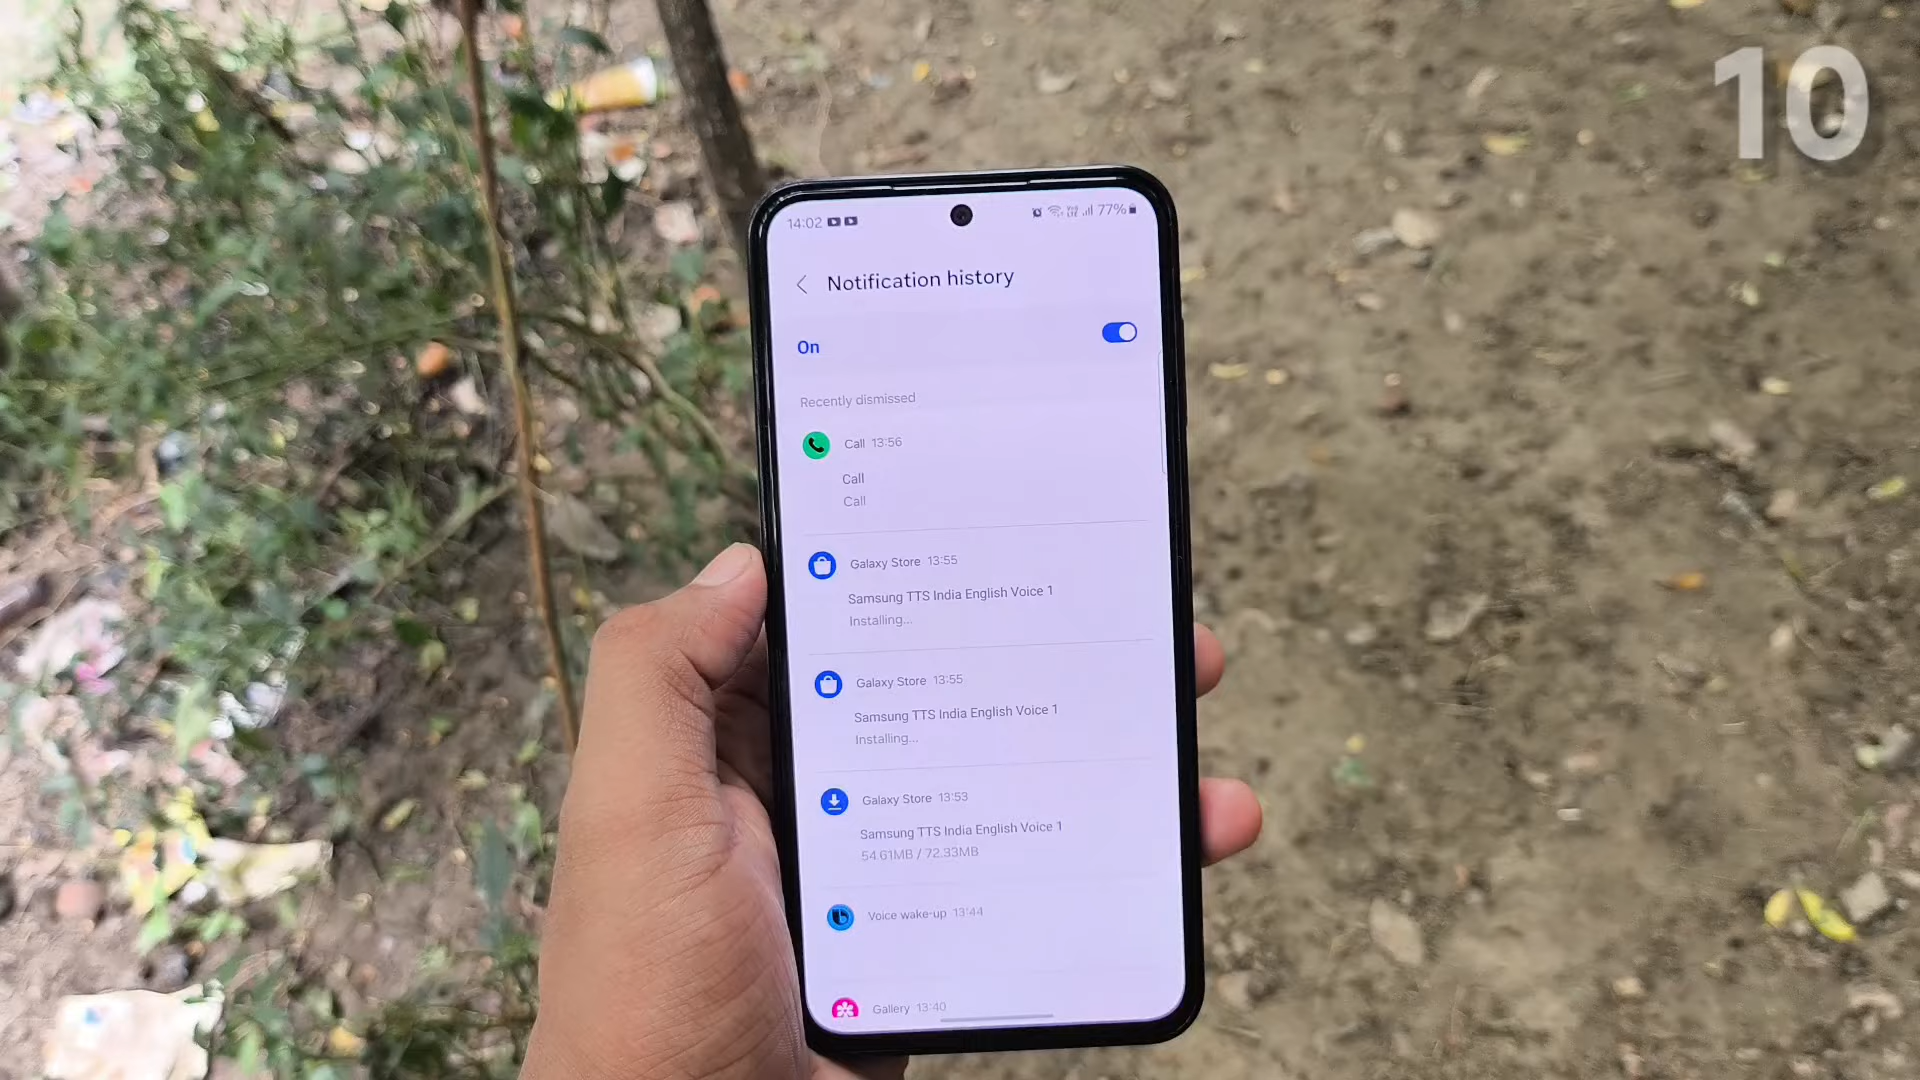 10
14:02
77%
Notification history
On
Recently dismissed
Call 13:56
Call
Call
Galaxy Store 13:55
Samsung TTS India English Voice 1
Installing...
Galaxy Store 13:55
Samsung TTS India English Voice 1
Installing...
Galaxy Store 13:53
Samsung TTS India English Voice 1
54.61MB / 72.33MB
Voice wake-up 13:44
Gallery 13:40